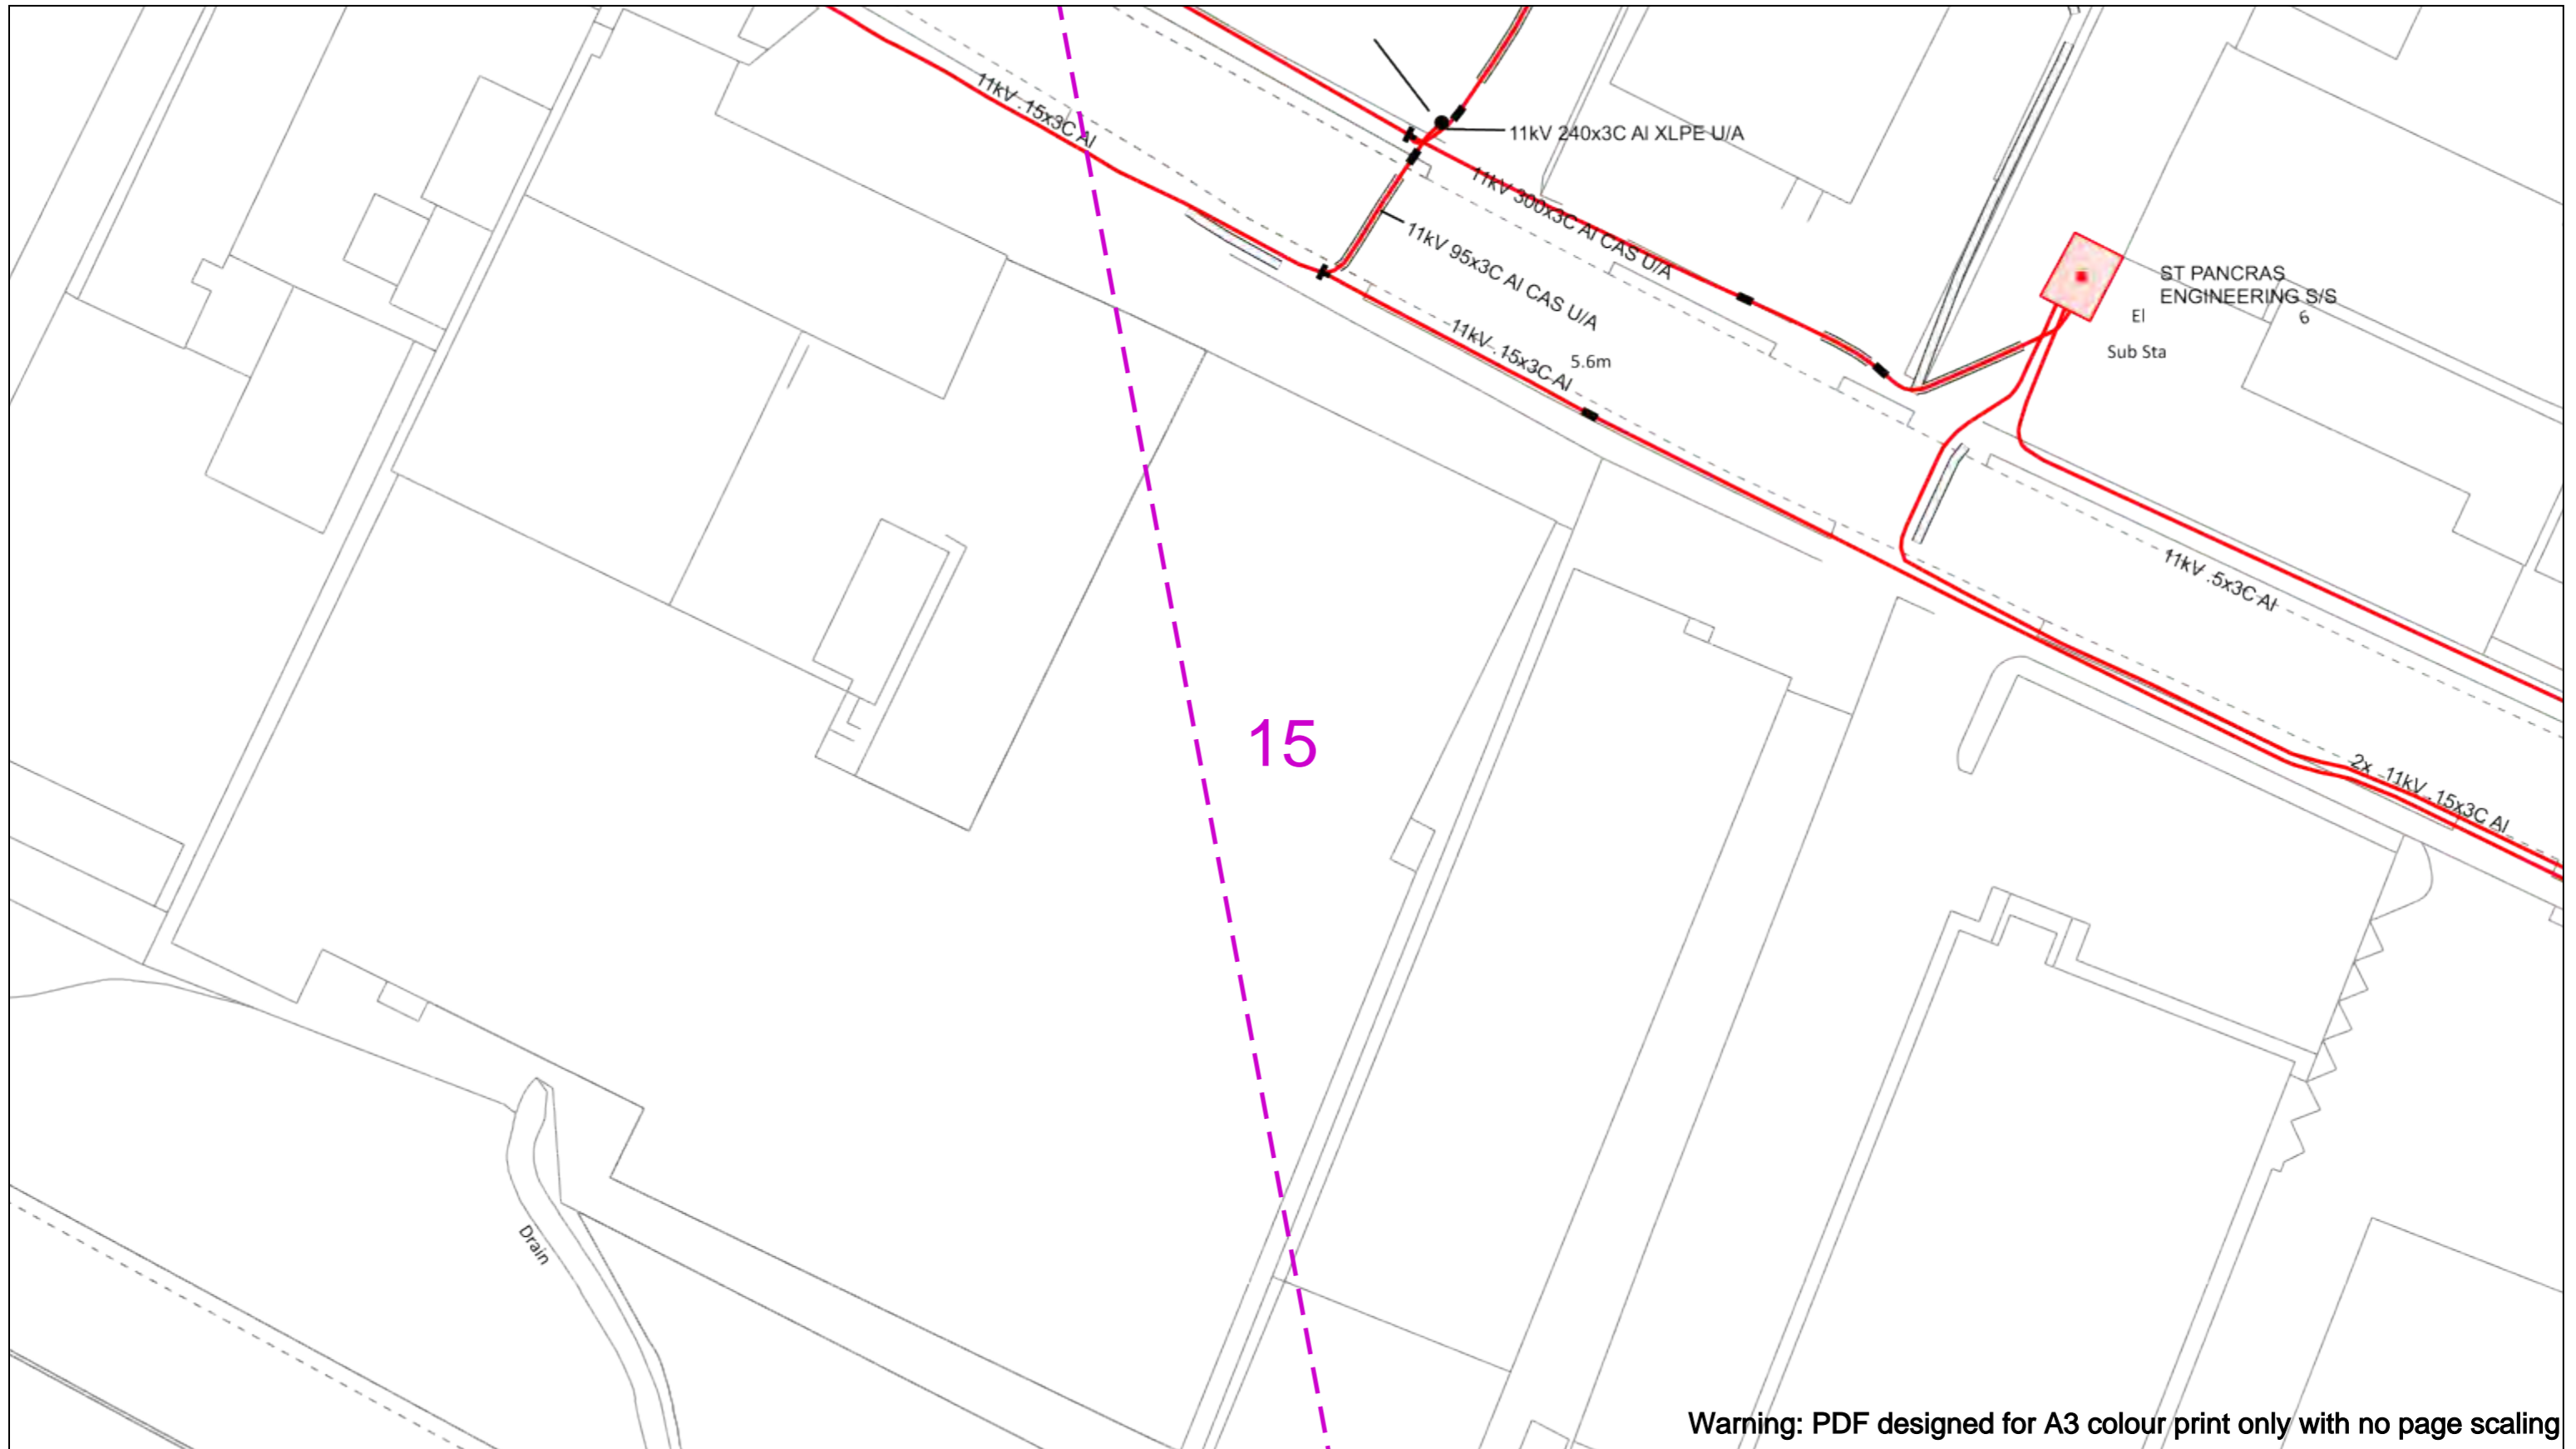 11kV .15x3C Al
11kV 240x3C Al XLPE U/A
11kV 300x3C Al CAS U/A
11kV 95x3C Al CAS U/A
ST PANCRAS
ENGINEERING S/S
6
El
Sub Sta
11kV .15x3C Al
5.6m
11kV .5x3C Al
15
2x 11kV .15x3C Al
Drain
Warning: PDF designed for A3 colour print only with no page scaling